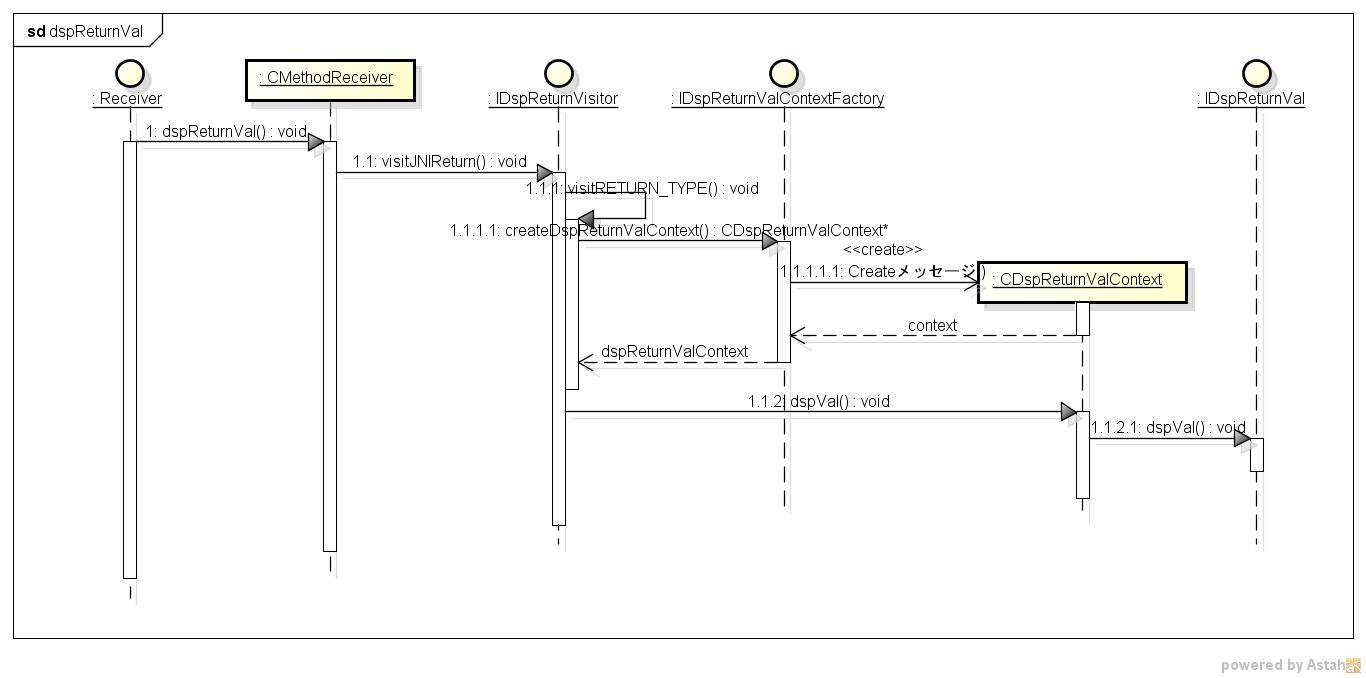 sd dspReturnVal
: Receiver
: CMethodReceiver
: IDspReturnVisitor
: IDspReturnValContextFactory
: IDspReturnVal
1: dspReturnVal() : void
1.1: visitJNIReturn() : void
1.1.1: visitRETURN_TYPE() : void
1.1.1.1: createDspReturnValContext() : CDspReturnValContext*
<<create>>
1.1.1.1.1: Createメッセージ()
: CDspReturnValContext
context
dspReturnValContext
1.1.2: dspVal() : void
1.1.2.1: dspVal() : void
powered by Astah